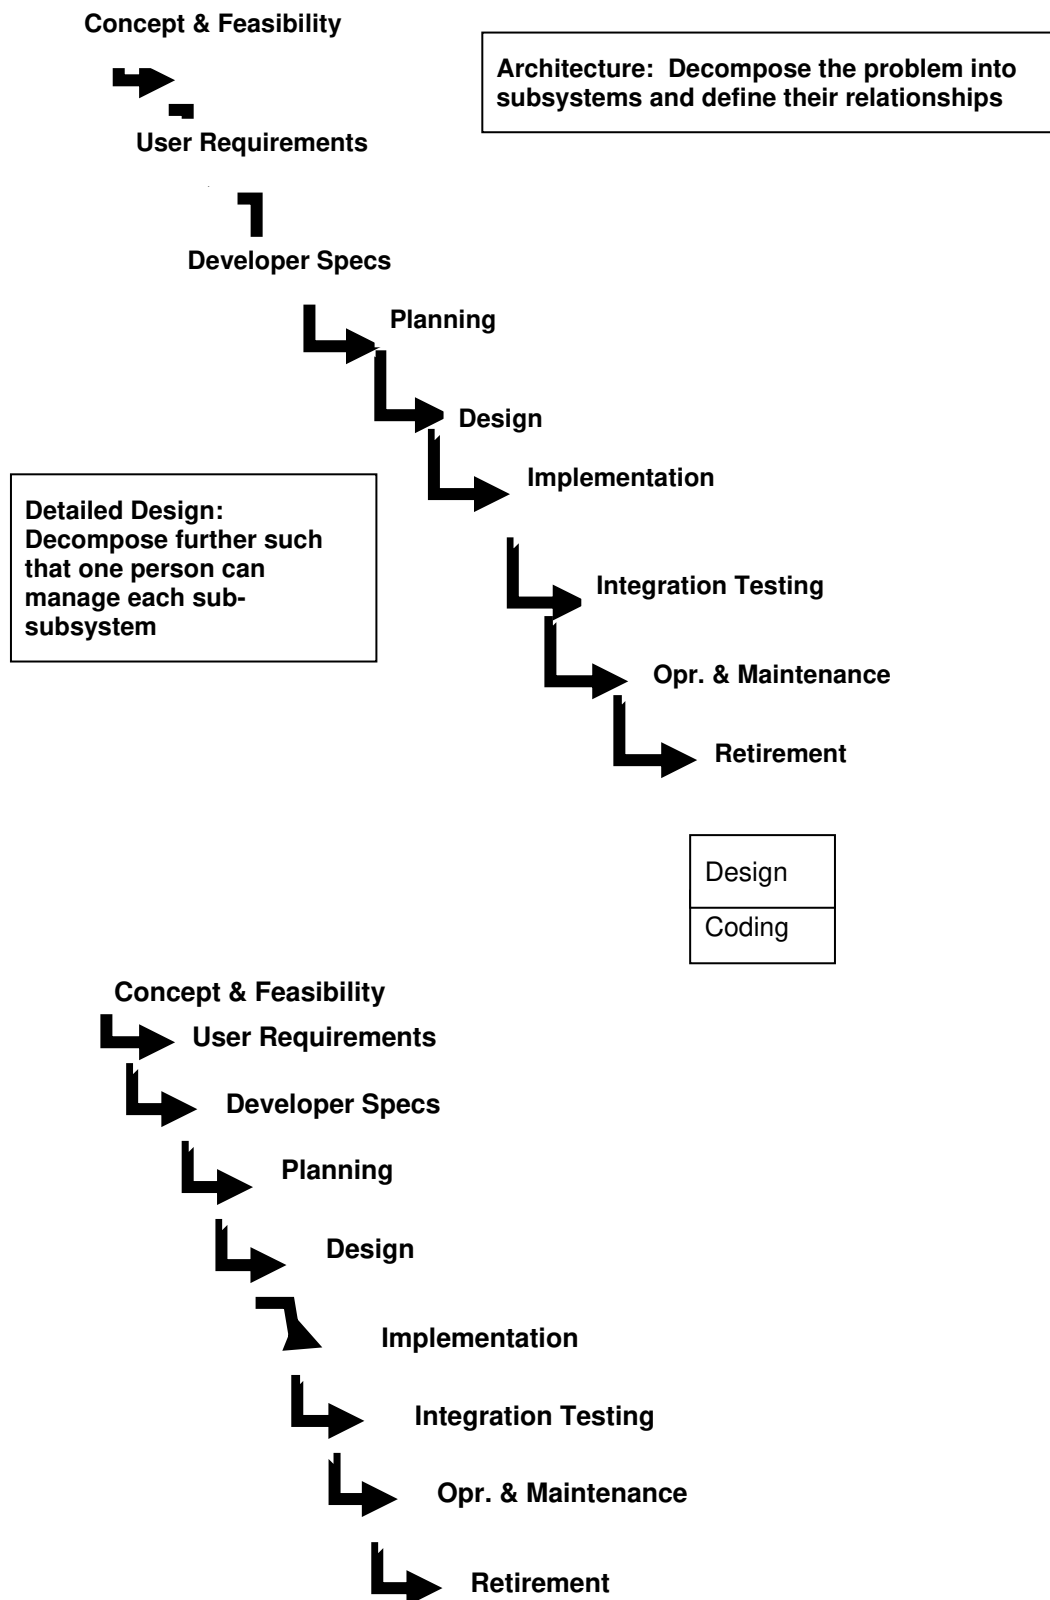 Concept & Feasibility
Architecture:  Decompose the problem into
subsystems and define their relationships
User Requirements
Developer Specs
Planning
Design
Implementation
Detailed Design:
Decompose further such
that one person can
manage each sub-
subsystem
Integration Testing
Opr. & Maintenance
Retirement
Design
Coding
Concept & Feasibility
User Requirements
Developer Specs
Planning
Design
Implementation
Integration Testing
Opr. & Maintenance
Retirement